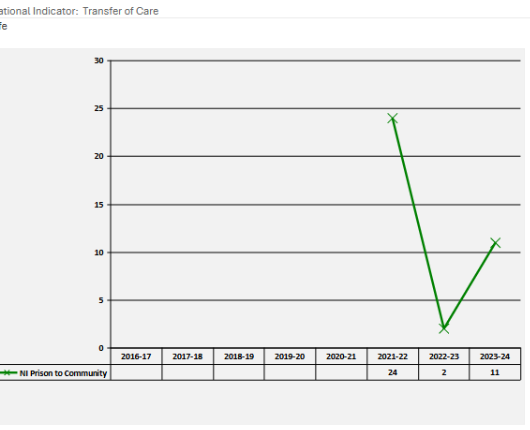 ational Indicator: Transfer of Care
fe
30
25
20
15
10
5
0
2016-17 2017-18 2018-19 2019-20 2020-21 2021-22 2022-23 2023-24
NI Prison to Community 24 2 11